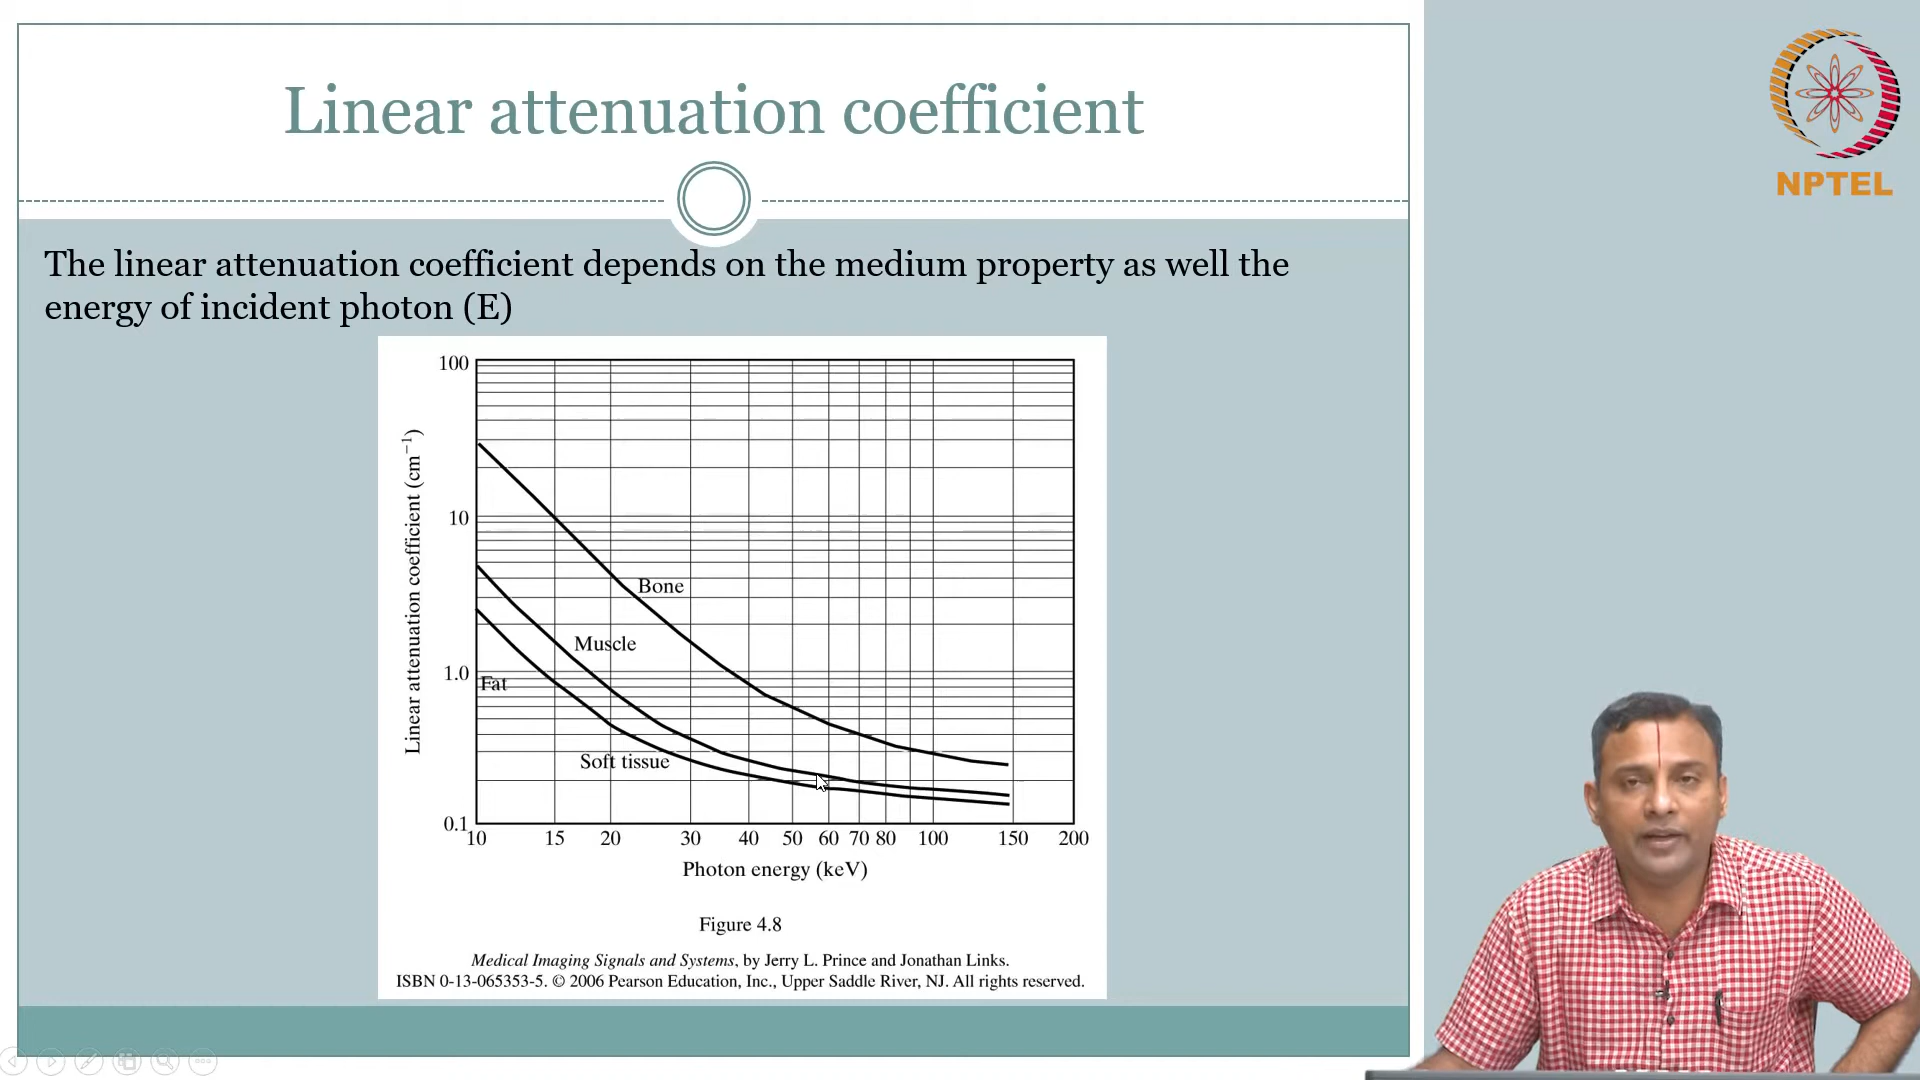 Linear attenuation coefficient
NPTEL
The linear attenuation coefficient depends on the medium property as well the
energy of incident photon (E)
Linear attenuation coefficient (cm⁻¹)
100
10
1.0
0.1
Bone
Muscle
Fat
Soft tissue
10 15 20 30 40 50 60 70 80 100 150 200
Photon energy (keV)
Figure 4.8
Medical Imaging Signals and Systems, by Jerry L. Prince and Jonathan Links.
ISBN 0-13-065353-5. © 2006 Pearson Education, Inc., Upper Saddle River, NJ. All rights reserved.